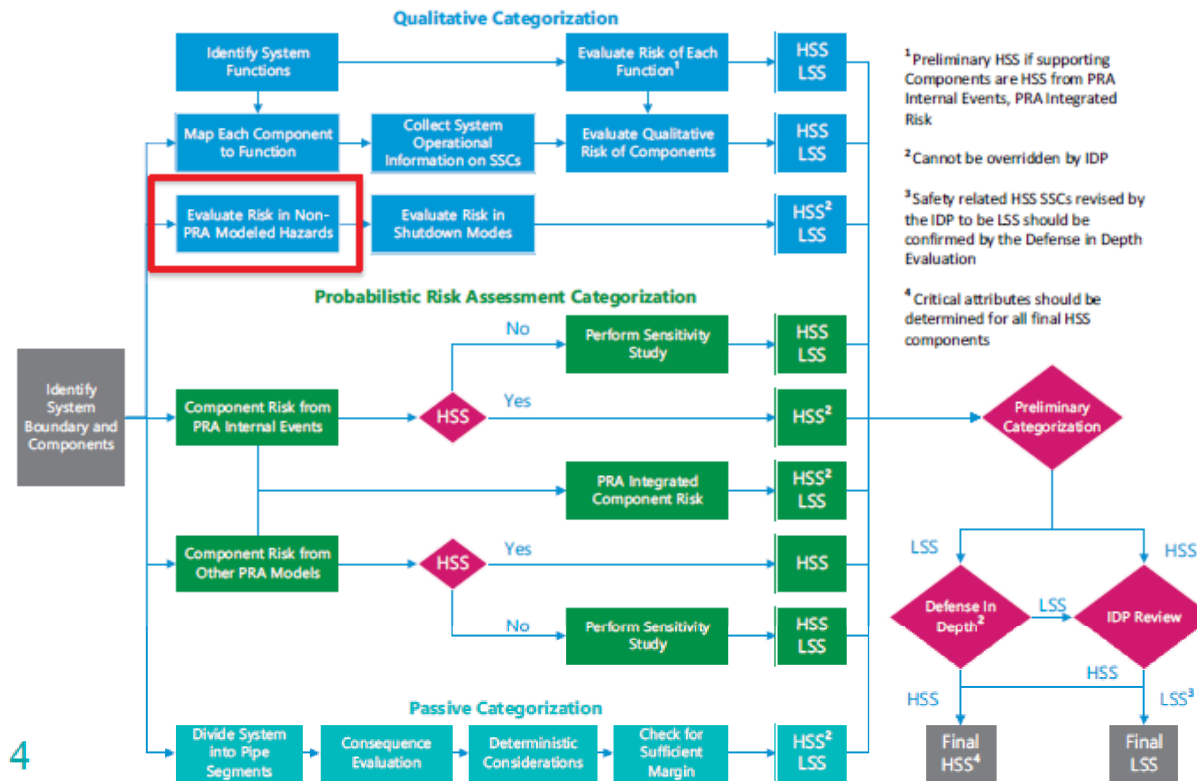 Qualitative Categorization
Identify System
Functions
Evaluate Risk of Each
Function¹
HSS
LSS
Map Each Component
to Function
Collect System
Operational
Information on SSCs
Evaluate Qualitative
Risk of Components
HSS
LSS
Evaluate Risk in Non-
PRA Modeled Hazards
Evaluate Risk in
Shutdown Modes
HSS²
LSS
¹Preliminary HSS if supporting
Components are HSS from PRA
Internal Events, PRA Integrated
Risk
²Cannot be overridden by IDP
³Safety related HSS SSCs revised by
the IDP to be LSS should be
confirmed by the Defense in Depth
Evaluation
⁴Critical attributes should be
determined for all final HSS
components
Probabilistic Risk Assessment Categorization
Identify
System
Boundary and
Components
No
Perform Sensitivity
Study
HSS
LSS
Component Risk from
PRA Internal Events
HSS
Yes
HSS²
PRA Integrated
Component Risk
HSS²
LSS
Component Risk from
Other PRA Models
HSS
Yes
HSS
No
Perform Sensitivity
Study
HSS
LSS
Preliminary
Categorization
LSS
HSS
Defense In
Depth²
LSS
IDP Review
HSS
HSS
LSS³
Final
HSS⁴
Final
LSS
Passive Categorization
Divide System
into Pipe
Segments
Consequence
Evaluation
Deterministic
Considerations
Check for
Sufficient
Margin
HSS²
LSS
4